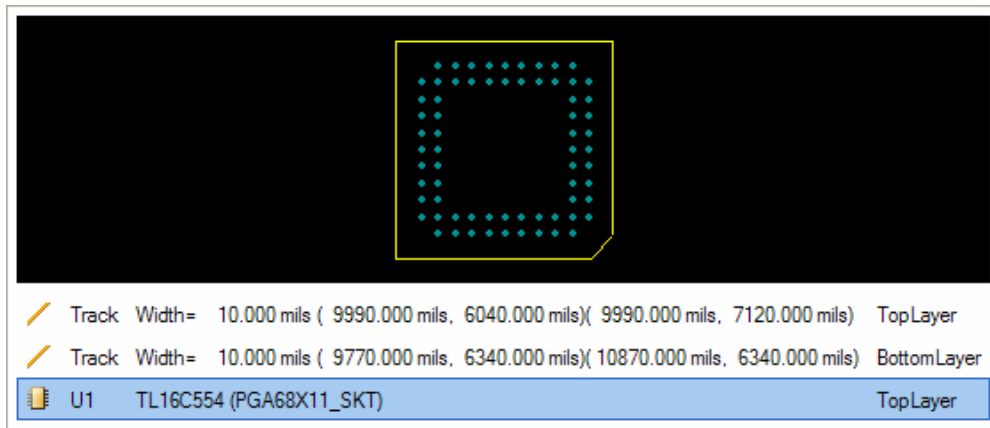 Track Width= 10.000 mils ( 9990.000 mils, 6040.000 mils)( 9990.000 mils, 7120.000 mils) TopLayer
Track Width= 10.000 mils ( 9770.000 mils, 6340.000 mils)( 10870.000 mils, 6340.000 mils) BottomLayer
U1 TL16C554 (PGA68X11_SKT) TopLayer